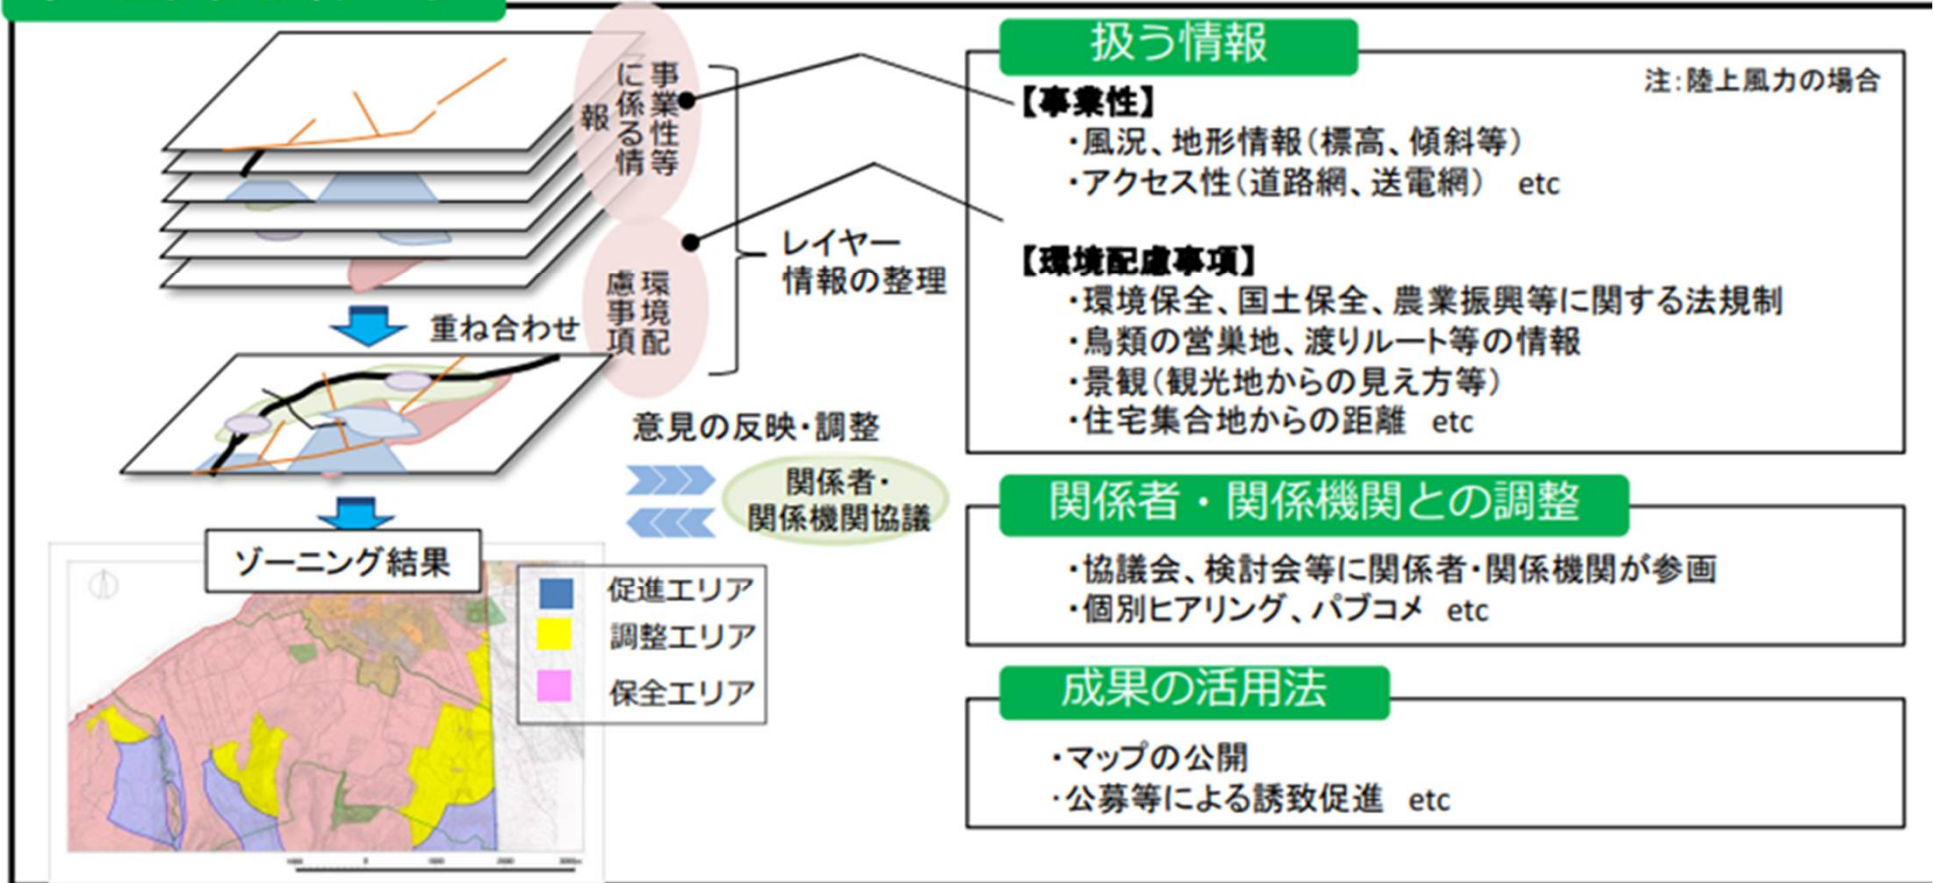 事業性等
に係る情
報
環境配
慮事項
レイヤー
情報の整理
重ね合わせ
意見の反映・調整
関係者・
関係機関協議
ゾーニング結果
促進エリア
調整エリア
保全エリア
扱う情報
注：陸上風力の場合
【事業性】
・風況、地形情報（標高、傾斜等）
・アクセス性（道路網、送電網） etc
【環境配慮事項】
・環境保全、国土保全、農業振興等に関する法規制
・鳥類の営巣地、渡りルート等の情報
・景観（観光地からの見え方等）
・住宅集合地からの距離 etc
関係者・関係機関との調整
・協議会、検討会等に関係者・関係機関が参画
・個別ヒアリング、パブコメ etc
成果の活用法
・マップの公開
・公募等による誘致促進 etc